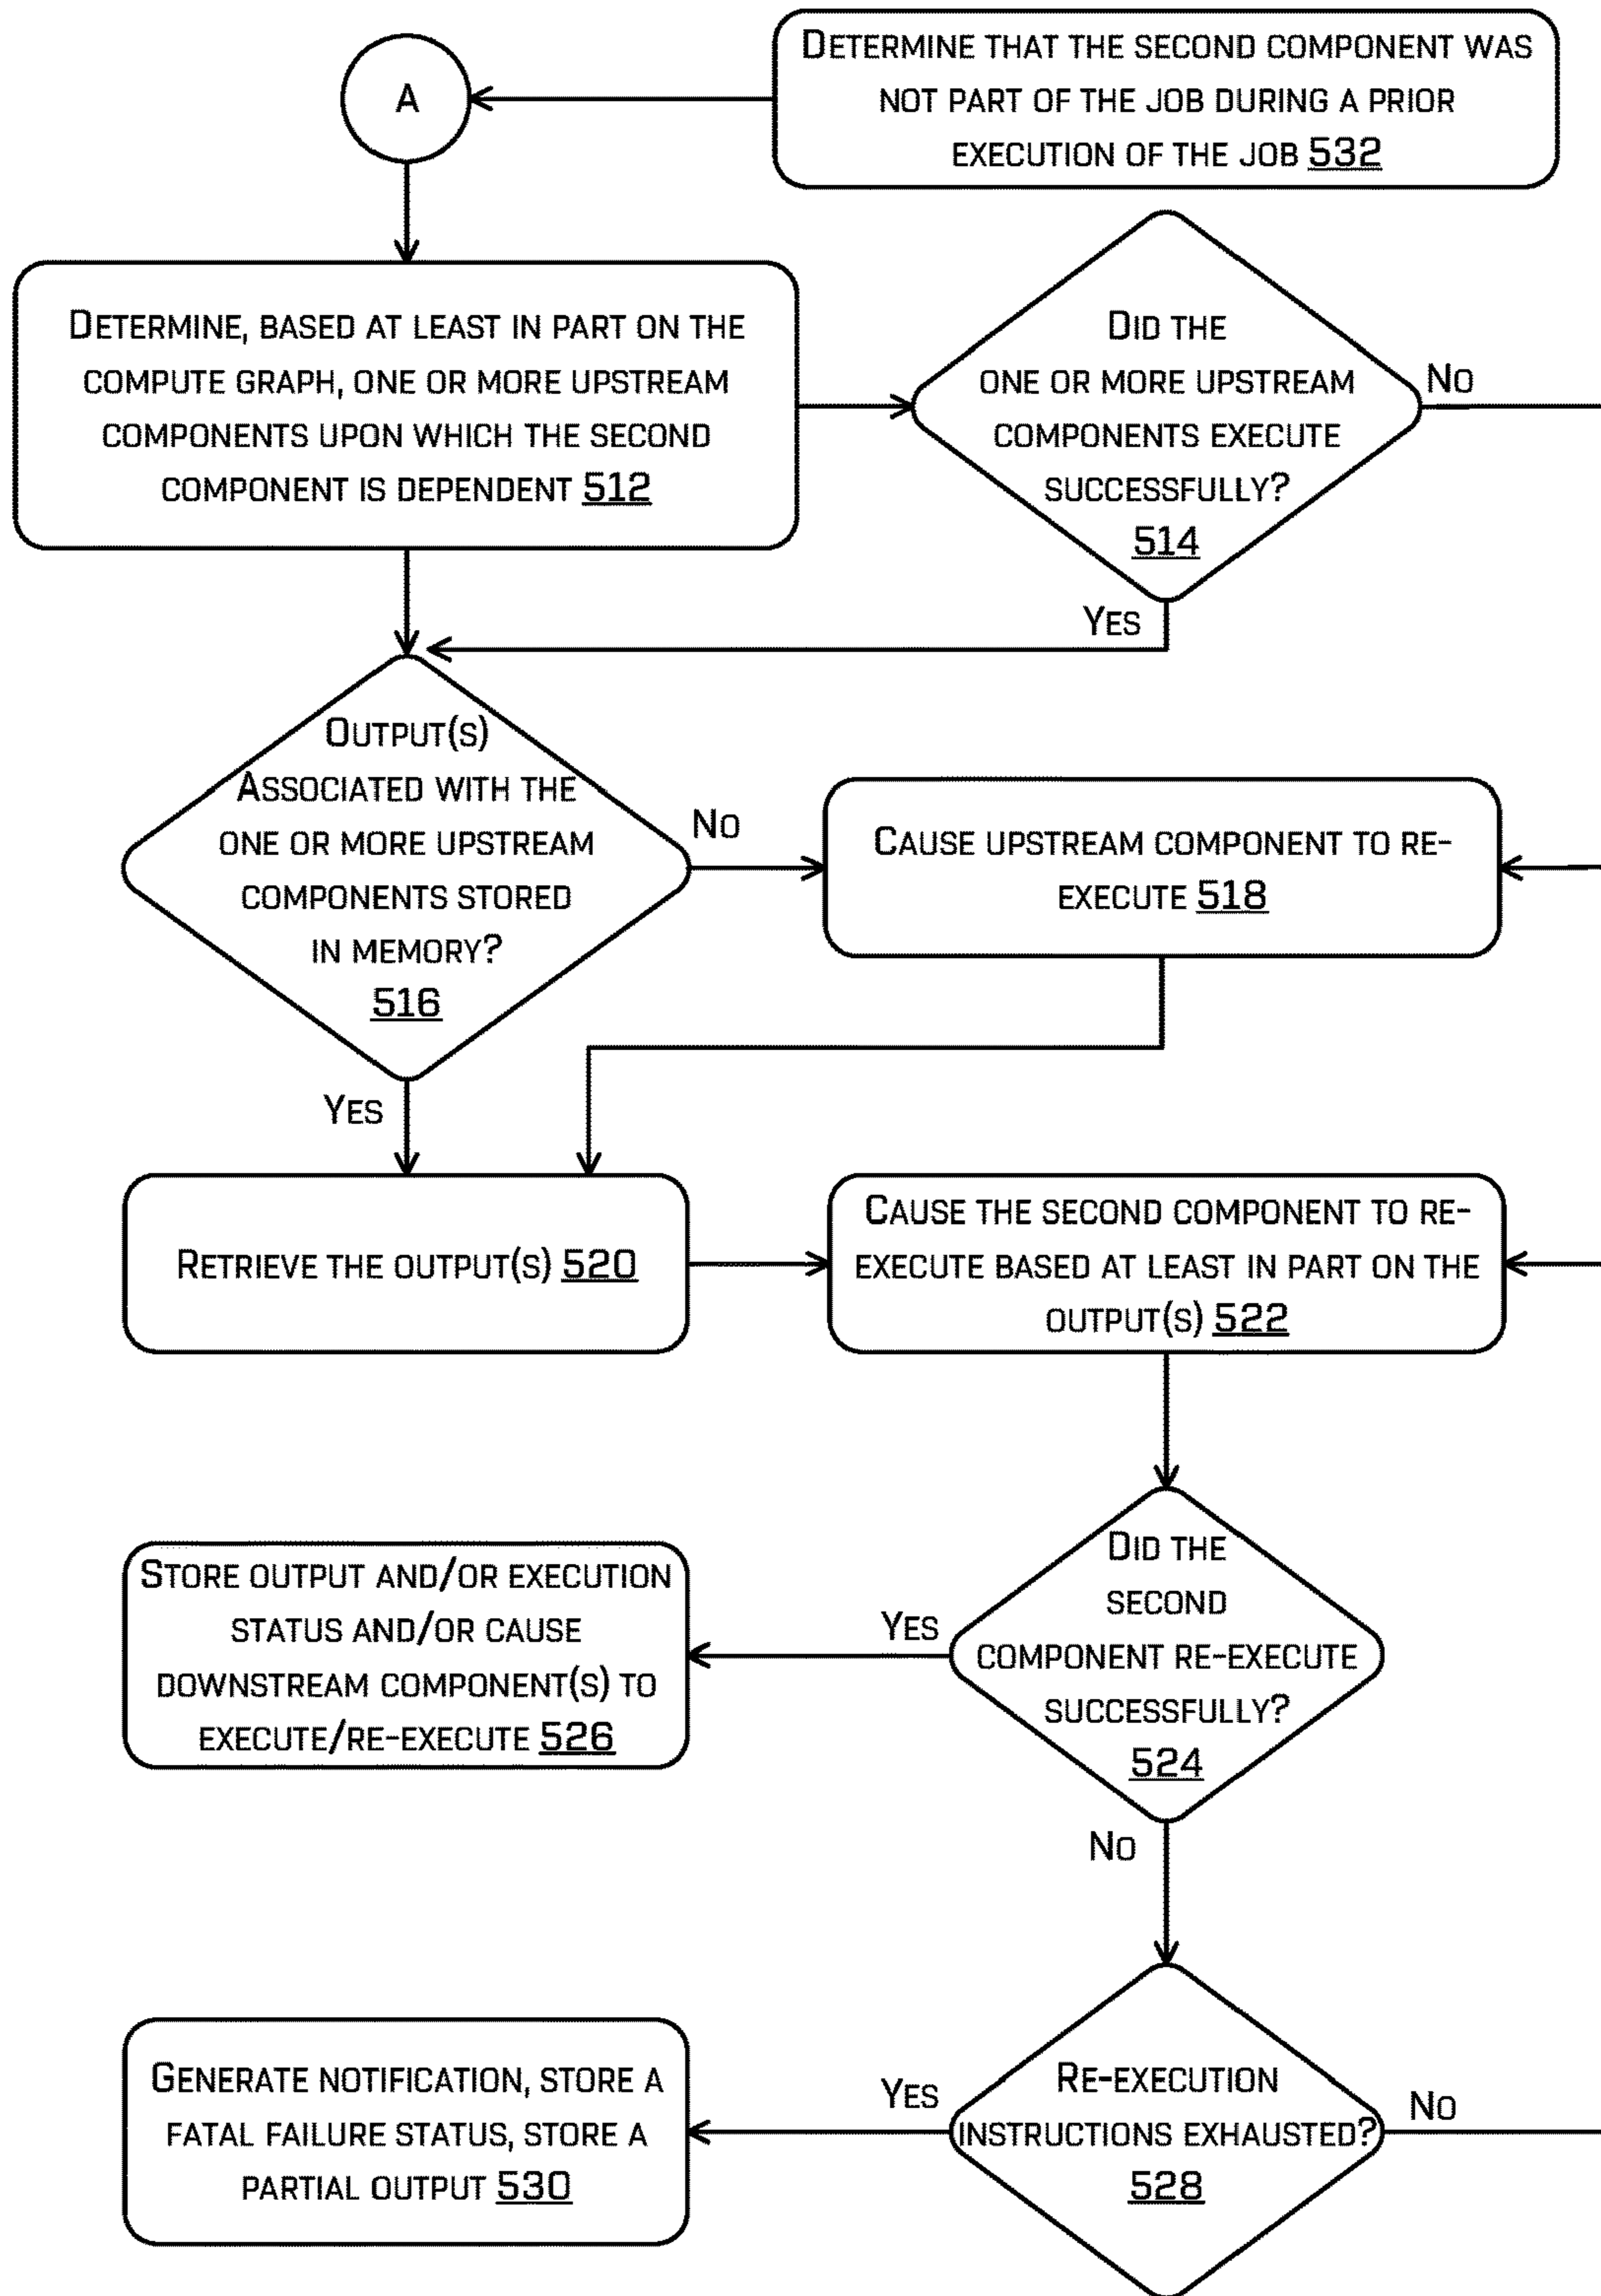 A
DETERMINE THAT THE SECOND COMPONENT WAS
NOT PART OF THE JOB DURING A PRIOR
EXECUTION OF THE JOB 532
DETERMINE, BASED AT LEAST IN PART ON THE
COMPUTE GRAPH, ONE OR MORE UPSTREAM
COMPONENTS UPON WHICH THE SECOND
COMPONENT IS DEPENDENT 512
DID THE
ONE OR MORE UPSTREAM
COMPONENTS EXECUTE
SUCCESSFULLY?
514
NO
YES
OUTPUT(S)
ASSOCIATED WITH THE
ONE OR MORE UPSTREAM
COMPONENTS STORED
IN MEMORY?
516
NO
YES
CAUSE UPSTREAM COMPONENT TO RE-
EXECUTE 518
RETRIEVE THE OUTPUT(S) 520
CAUSE THE SECOND COMPONENT TO RE-
EXECUTE BASED AT LEAST IN PART ON THE
OUTPUT(S) 522
DID THE
SECOND
COMPONENT RE-EXECUTE
SUCCESSFULLY?
524
YES
NO
STORE OUTPUT AND/OR EXECUTION
STATUS AND/OR CAUSE
DOWNSTREAM COMPONENT(S) TO
EXECUTE/RE-EXECUTE 526
RE-EXECUTION
INSTRUCTIONS EXHAUSTED?
528
YES
NO
GENERATE NOTIFICATION, STORE A
FATAL FAILURE STATUS, STORE A
PARTIAL OUTPUT 530